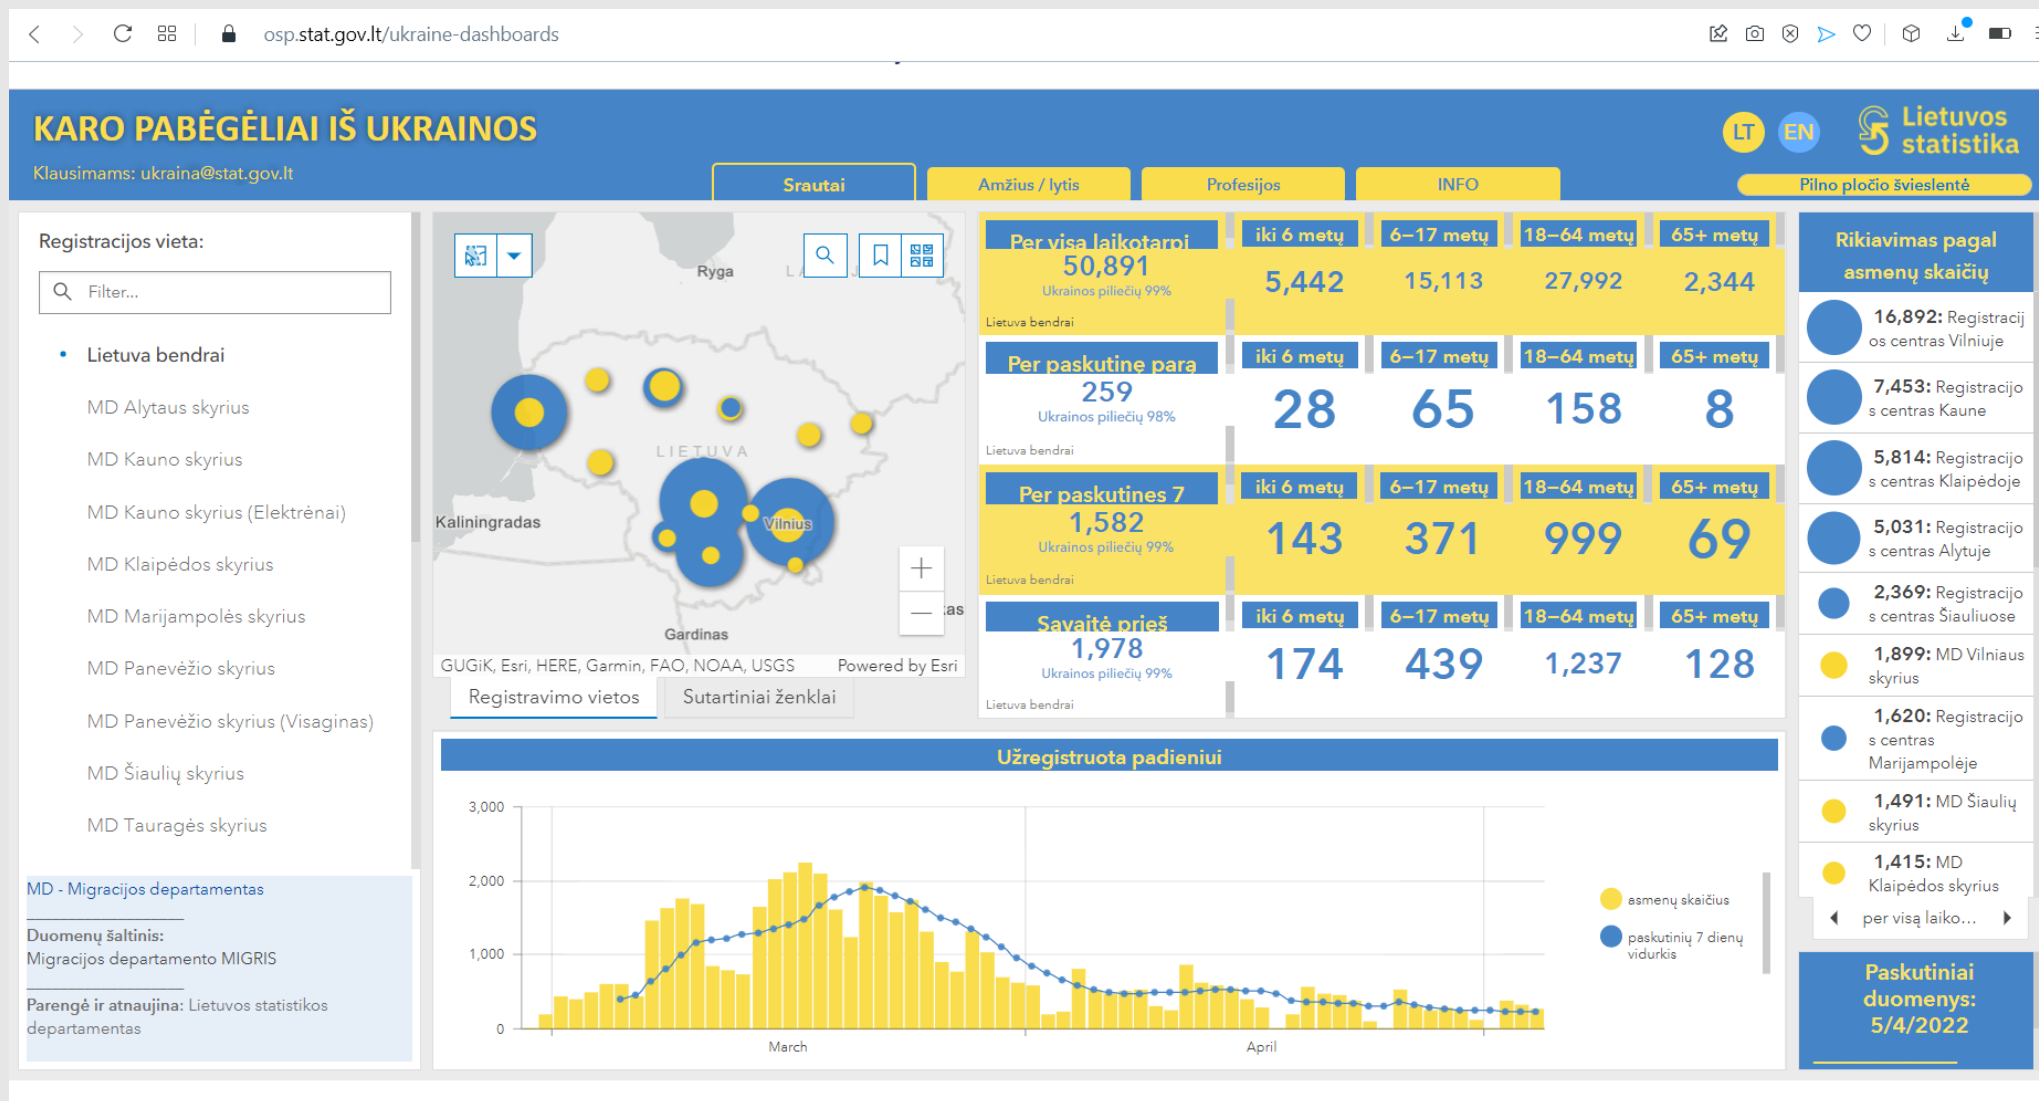 osp.stat.gov.lt/ukraine-dashboards
KARO PABĖGĖLIAI IŠ UKRAINOS
Klausimams: ukraina@stat.gov.lt
Srautai
Amžius / lytis
Profesijos
INFO
LT
EN
Lietuvos
statistika
Pilno pločio švieslentė
Registracijos vieta:
Filter...
Lietuva bendrai
MD Alytaus skyrius
MD Kauno skyrius
MD Kauno skyrius (Elektrėnai)
MD Klaipėdos skyrius
MD Marijampolės skyrius
MD Panevėžio skyrius
MD Panevėžio skyrius (Visaginas)
MD Šiaulių skyrius
MD Tauragės skyrius
MD - Migracijos departamentas
Duomenų šaltinis:
Migracijos departamento MIGRIS
Parengė ir atnaujina: Lietuvos statistikos
departamentas
Ryga
LIETUVA
Kaliningradas
Vilnius
Gardinas
GUGiK, Esri, HERE, Garmin, FAO, NOAA, USGS
Powered by Esri
Registravimo vietos
Sutartiniai ženklai
Per visą laikotarpį
50,891
Ukrainos piliečių 99%
Lietuva bendrai
iki 6 metų
6–17 metų
18–64 metų
65+ metų
5,442
15,113
27,992
2,344
Per paskutinę parą
259
Ukrainos piliečių 98%
Lietuva bendrai
iki 6 metų
6–17 metų
18–64 metų
65+ metų
28
65
158
8
Per paskutines 7
1,582
Ukrainos piliečių 99%
Lietuva bendrai
iki 6 metų
6–17 metų
18–64 metų
65+ metų
143
371
999
69
Savaitė prieš
1,978
Ukrainos piliečių 99%
Lietuva bendrai
iki 6 metų
6–17 metų
18–64 metų
65+ metų
174
439
1,237
128
Užregistruota padieniui
3,000
2,000
1,000
0
March
April
asmenų skaičius
paskutinių 7 dienų
vidurkis
Rikiavimas pagal
asmenų skaičių
16,892: Registracij
os centras Vilniuje
7,453: Registracijo
s centras Kaune
5,814: Registracijo
s centras Klaipėdoje
5,031: Registracijo
s centras Alytuje
2,369: Registracijo
s centras Šiauliuose
1,899: MD Vilniaus
skyrius
1,620: Registracijo
s centras
Marijampolėje
1,491: MD Šiaulių
skyrius
1,415: MD
Klaipėdos skyrius
per visą laiko...
Paskutiniai
duomenys:
5/4/2022